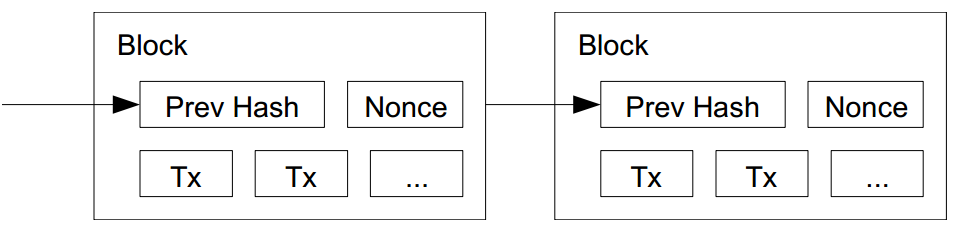 Block
Prev Hash Nonce
Tx Tx ...
Block
Prev Hash Nonce
Tx Tx ...